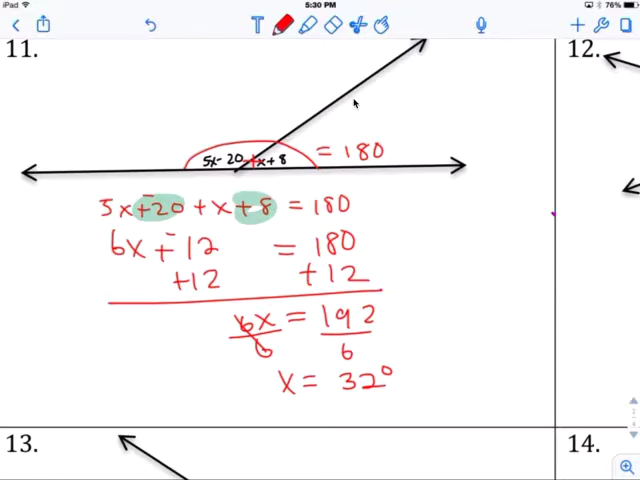 iPad
5:30 PM
76%
11.
12.
5x-20+x+8 = 180
5x+-20+x+8=180
6x+-12 =180
+12 +12
6x = 192
6 6
x = 32°
13.
14.